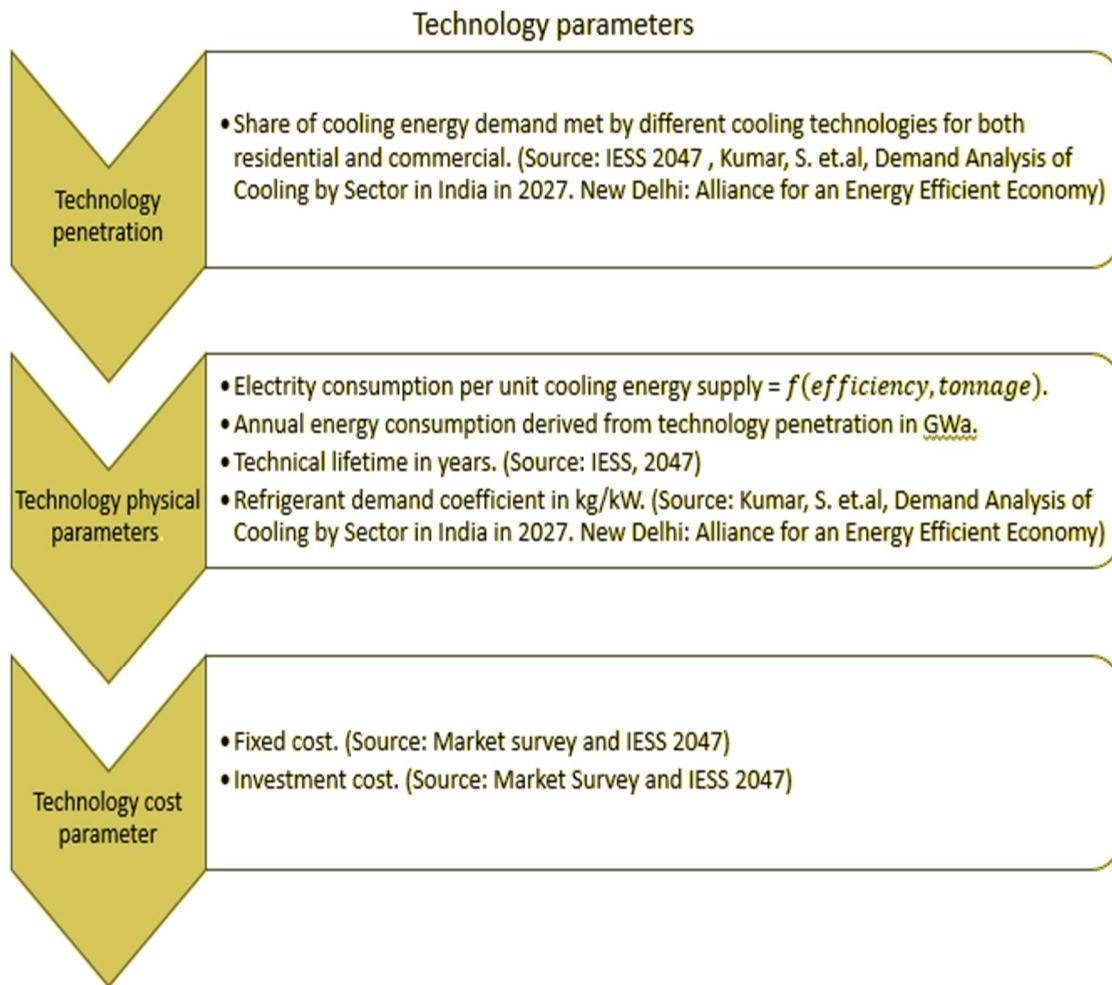 Technology parameters
Technology
penetration
•Share of cooling energy demand met by different cooling technologies for both
residential and commercial. (Source: IESS 2047 , Kumar, S. et.al, Demand Analysis of
Cooling by Sector in India in 2027. New Delhi: Alliance for an Energy Efficient Economy)
Technology physical
parameters.
•Electrity consumption per unit cooling energy supply = f(efficiency, tonnage).
•Annual energy consumption derived from technology penetration in GWa.
•Technical lifetime in years. (Source: IESS, 2047)
•Refrigerant demand coefficient in kg/kW. (Source: Kumar, S. et.al, Demand Analysis of
Cooling by Sector in India in 2027. New Delhi: Alliance for an Energy Efficient Economy)
Technology cost
parameter
•Fixed cost. (Source: Market survey and IESS 2047)
•Investment cost. (Source: Market Survey and IESS 2047)